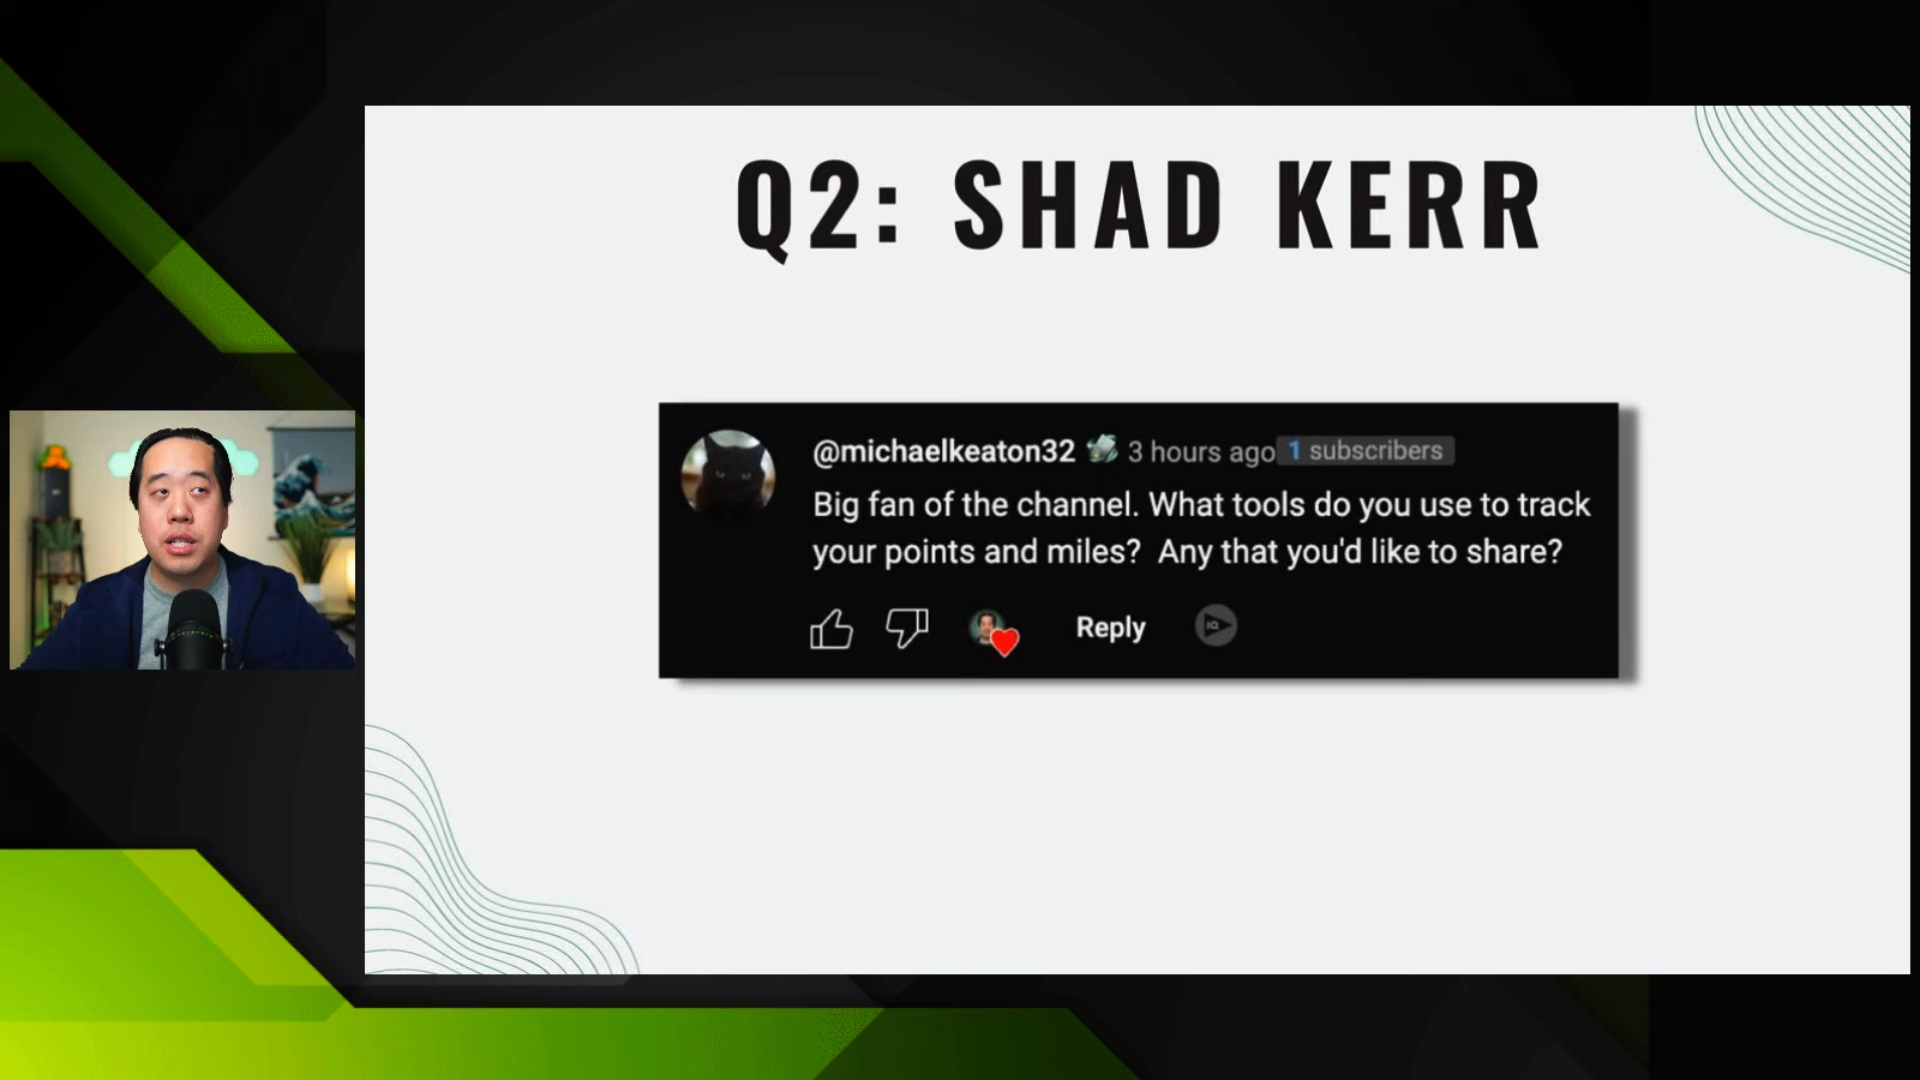 Q2: SHAD KERR
@michaelkeaton32 3 hours ago 1 subscribers
Big fan of the channel. What tools do you use to track
your points and miles?  Any that you'd like to share?
Reply
IQ